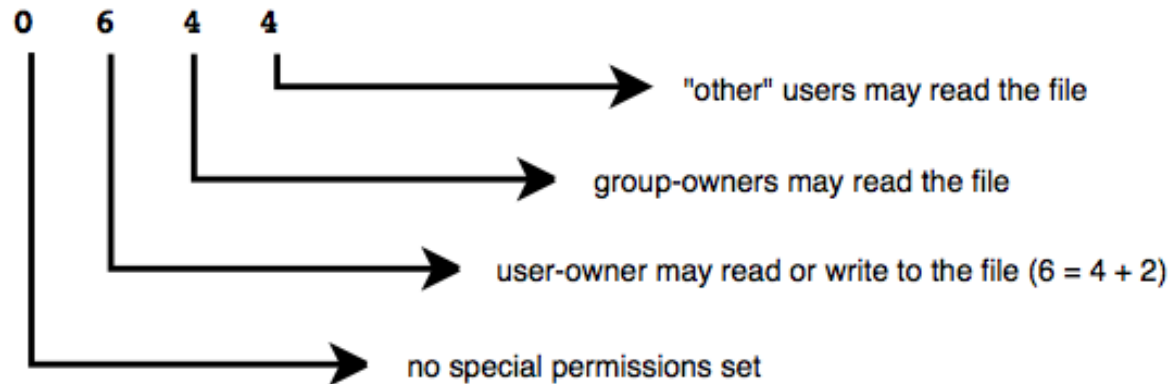 0 6 4 4
"other" users may read the file
group-owners may read the file
user-owner may read or write to the file (6 = 4 + 2)
no special permissions set